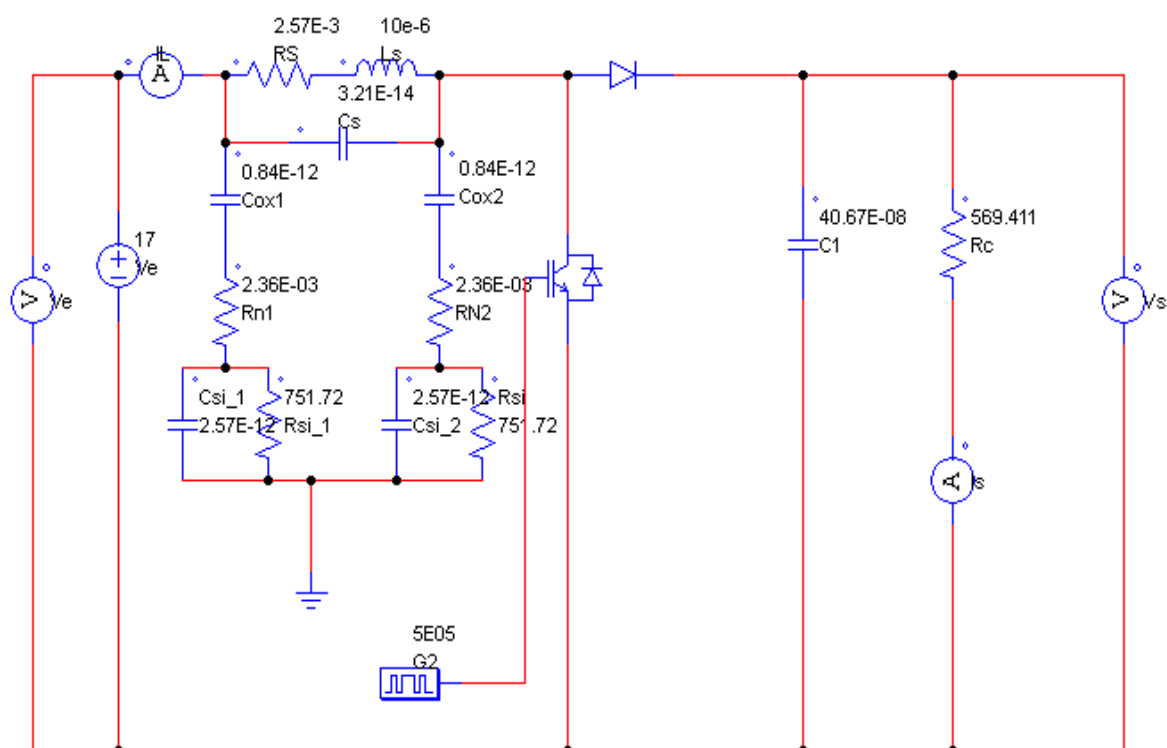 2.57E-3
RS
10e-6
Ls
IL
A
3.21E-14
Cs
0.84E-12
Cox1
0.84E-12
Cox2
17
Ve
V
Ve
2.36E-03
Rn1
2.36E-03
RN2
40.67E-08
C1
569.411
Rc
V
Vs
Csi_1
2.57E-12
751.72
Rsi_1
2.57E-12
Csi_2
Rsi
751.72
A
Is
5E05
G2